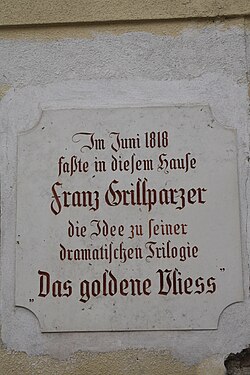 Im Juni 1818
faßte in diesem Hause
Franz Grillparzer
die Idee zu seiner
dramatischen Trilogie
„Das goldene Vliess"